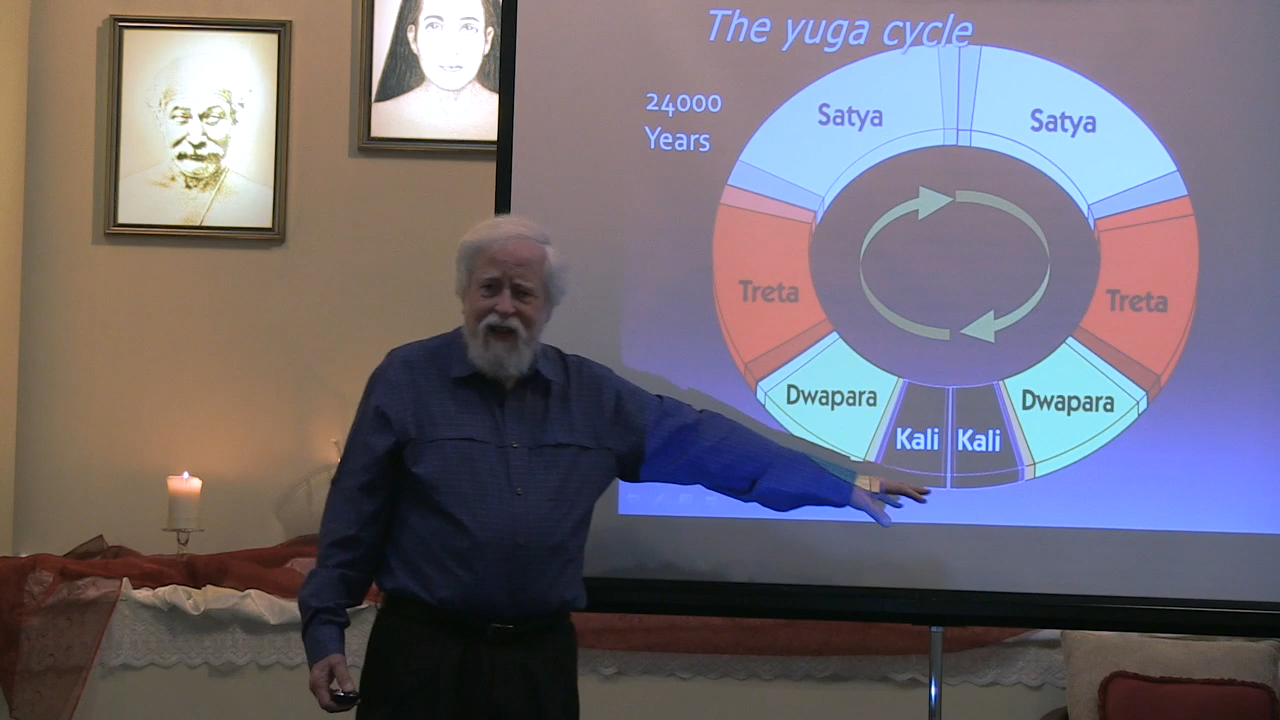 The yuga cycle
24000
Years
Satya
Satya
Treta
Treta
Dwapara
Dwapara
Kali
Kali